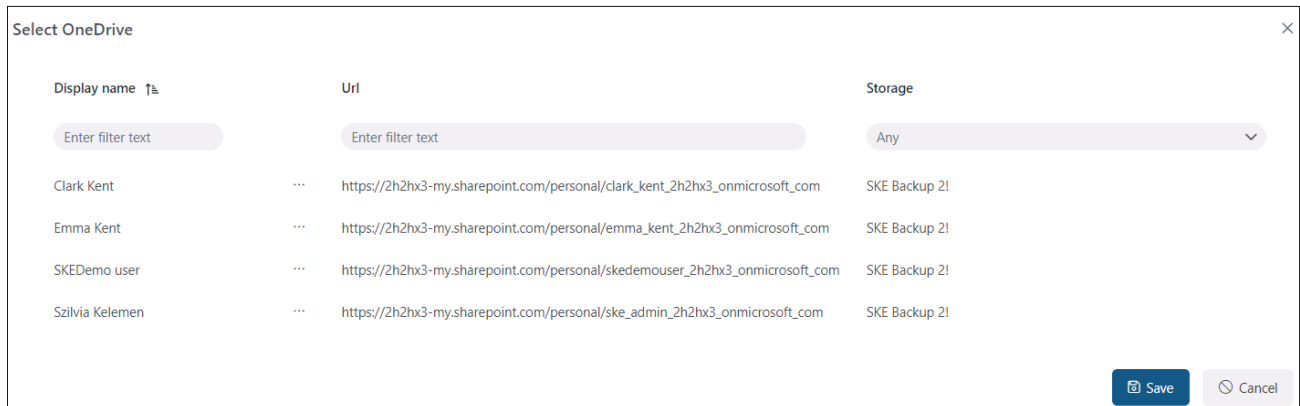 Select OneDrive
Display name Url Storage
Enter filter text Enter filter text Any
Clark Kent ... https://2h2hx3-my.sharepoint.com/personal/clark_kent_2h2hx3_onmicrosoft_com SKE Backup 2!
Emma Kent ... https://2h2hx3-my.sharepoint.com/personal/emma_kent_2h2hx3_onmicrosoft_com SKE Backup 2!
SKEDemo user ... https://2h2hx3-my.sharepoint.com/personal/skedemouser_2h2hx3_onmicrosoft_com SKE Backup 2!
Szilvia Kelemen ... https://2h2hx3-my.sharepoint.com/personal/ske_admin_2h2hx3_onmicrosoft_com SKE Backup 2!
Save Cancel